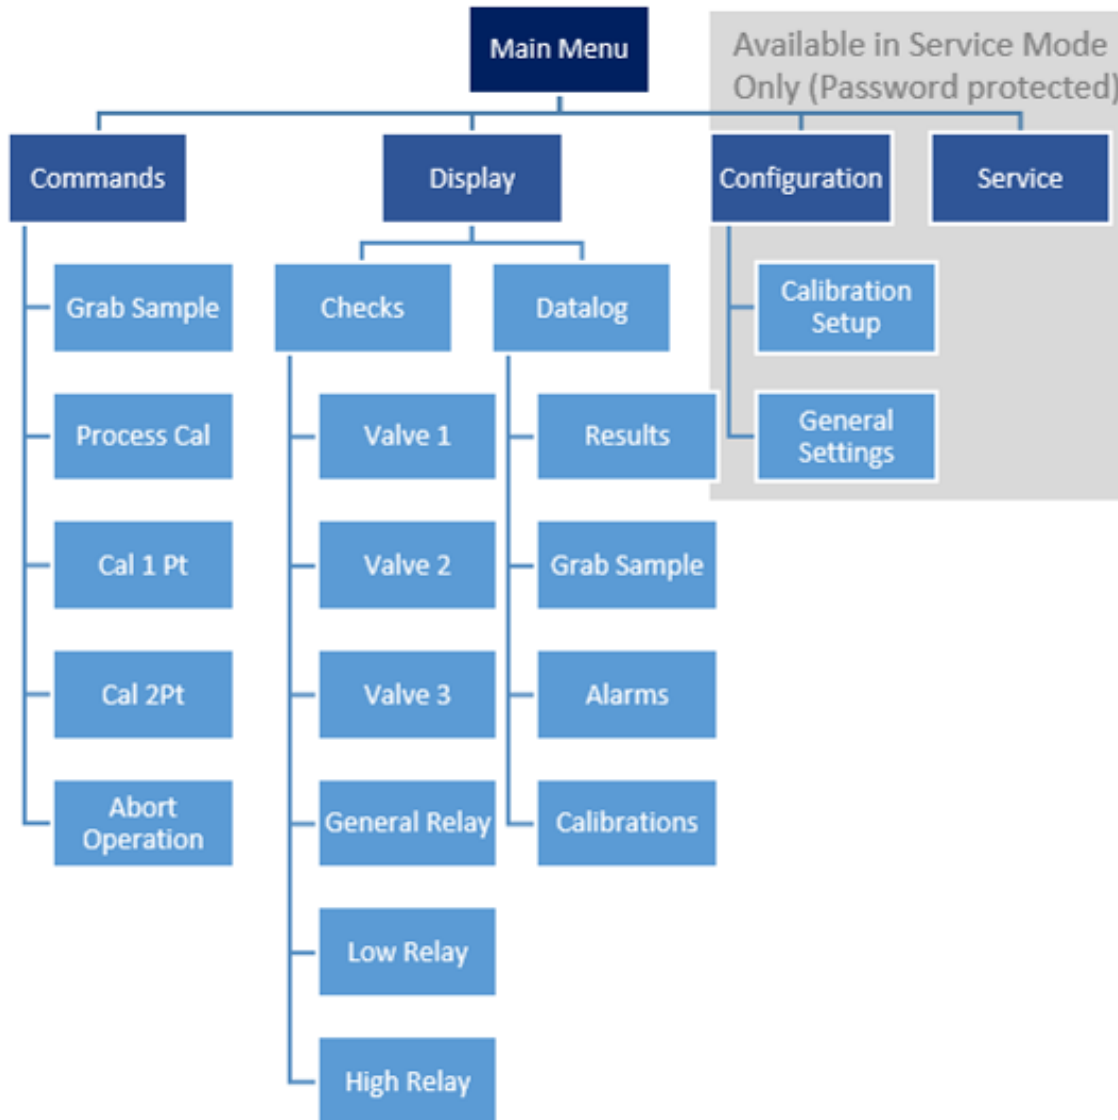 Main Menu
Available in Service Mode
Only (Password protected)
Commands
Display
Configuration
Service
Grab Sample
Checks
Datalog
Calibration
Setup
Process Cal
Valve 1
Results
General
Settings
Cal 1 Pt
Valve 2
Grab Sample
Cal 2Pt
Valve 3
Alarms
Abort
Operation
General Relay
Calibrations
Low Relay
High Relay